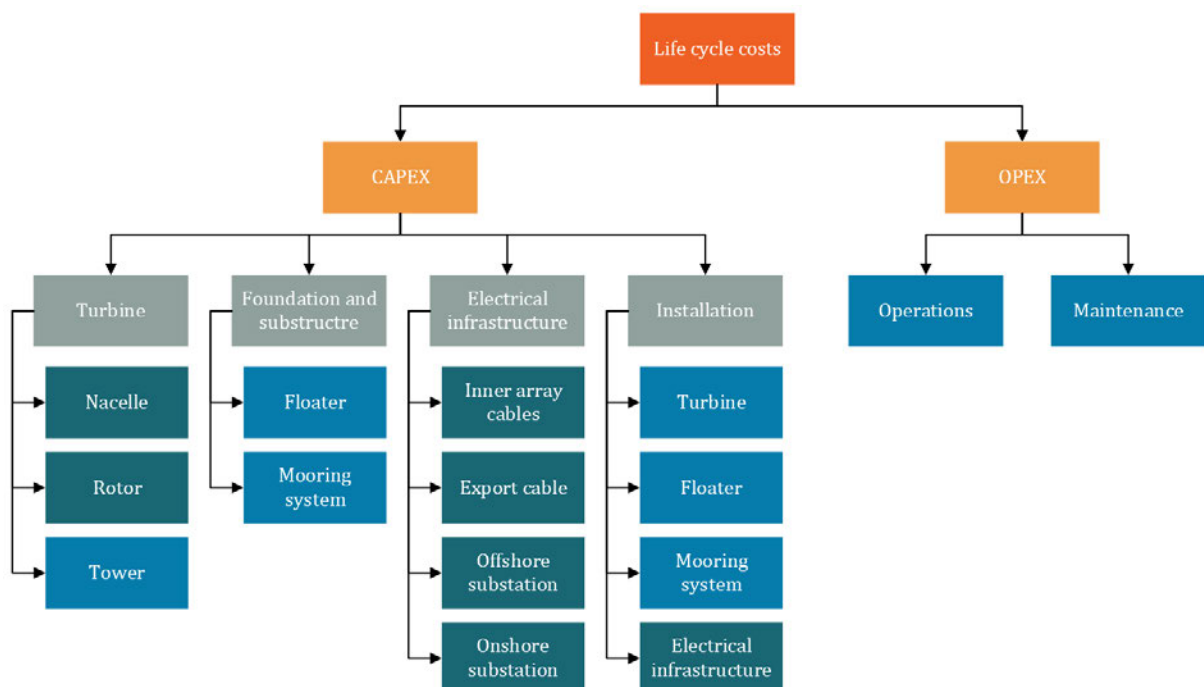 Life cycle costs
CAPEX
OPEX
Turbine
Foundation and
substructre
Electrical
infrastructure
Installation
Operations
Maintenance
Nacelle
Floater
Inner array
cables
Turbine
Rotor
Mooring
system
Export cable
Floater
Tower
Offshore
substation
Mooring
system
Onshore
substation
Electrical
infrastructure